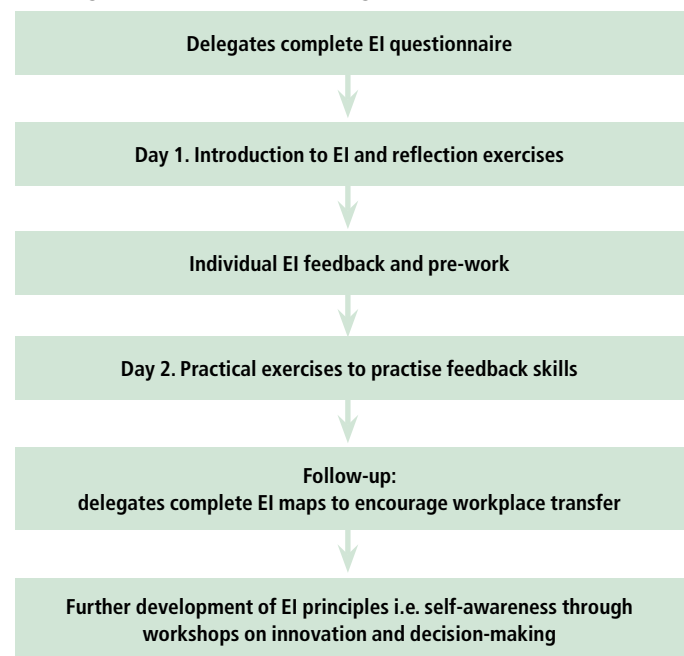 Delegates complete EI questionnaire
Day 1. Introduction to EI and reflection exercises
Individual EI feedback and pre-work
Day 2. Practical exercises to practise feedback skills
Follow-up:
delegates complete EI maps to encourage workplace transfer
Further development of EI principles i.e. self-awareness through
workshops on innovation and decision-making